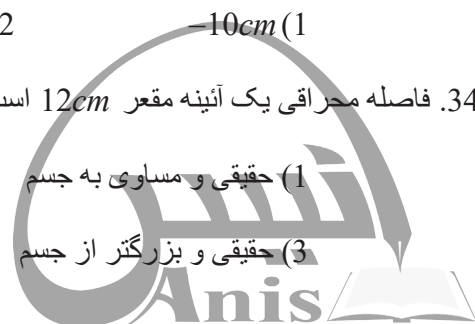 2 −10cm (1
34. فاصله محراقی یک آئینه مقعر 12cm اس
1) حقیقی و مساوی به جسم
3) حقیقی و بزرگتر از جسم
انیس
Anis